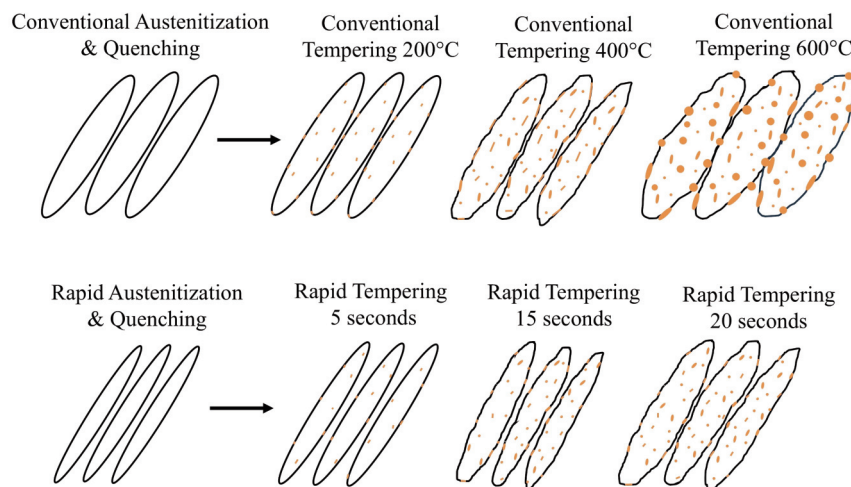 Conventional Austenitization
& Quenching
Conventional
Tempering 200°C
Conventional
Tempering 400°C
Conventional
Tempering 600°C
Rapid Austenitization
& Quenching
Rapid Tempering
5 seconds
Rapid Tempering
15 seconds
Rapid Tempering
20 seconds